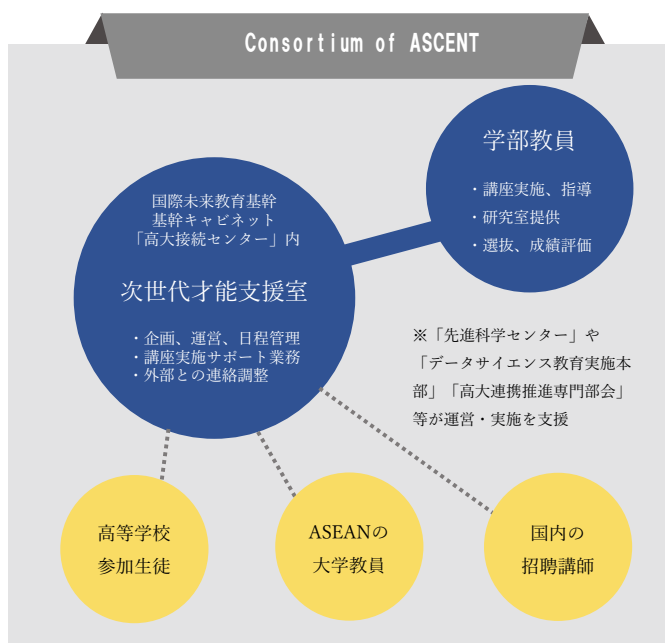 Consortium of ASCENT
学部教員
・講座実施、指導
・研究室提供
・選抜、成績評価
国際未来教育基幹
基幹キャビネット
「高大接続センター」内
次世代才能支援室
・企画、運営、日程管理
・講座実施サポート業務
・外部との連絡調整
※「先進科学センター」や
「データサイエンス教育実施本
部」「高大連携推進専門部会」
等が運営・実施を支援
高等学校
参加生徒
ASEANの
大学教員
国内の
招聘講師